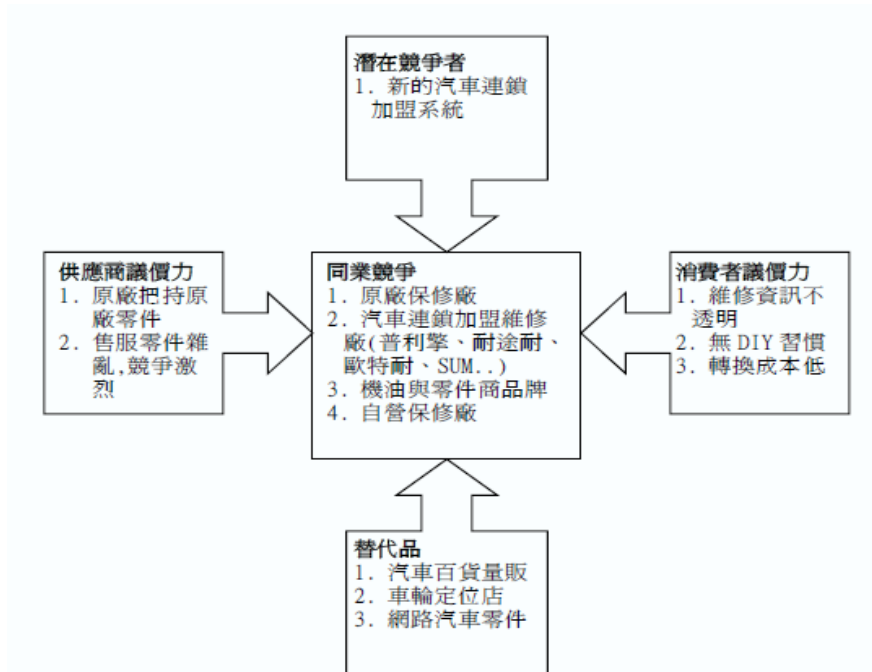 潛在競爭者
1. 新的汽車連鎖
加盟系統
供應商議價力
1. 原廠把持原
廠零件
2. 售服零件雜
亂,競爭激
烈
同業競爭
1. 原廠保修廠
2. 汽車連鎖加盟維修
廠(普利擎、耐途耐、
歐特耐、SUM..)
3. 機油與零件商品牌
4. 自營保修廠
消費者議價力
1. 維修資訊不
透明
2. 無 DIY 習慣
3. 轉換成本低
替代品
1. 汽車百貨量販
2. 車輪定位店
3. 網路汽車零件